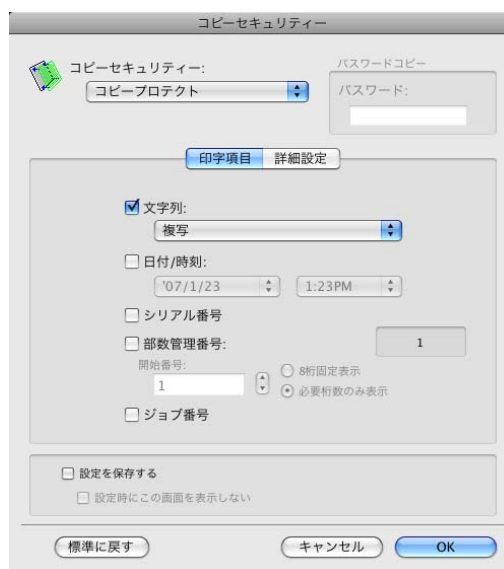 コピーセキュリティー
コピーセキュリティー:
コピープロテクト
パスワードコピー
パスワード:
印字項目 詳細設定
文字列:
複写
日付/時刻:
'07/1/23 1:23PM
シリアル番号
部数管理番号: 1
開始番号:
1
8桁固定表示
必要桁数のみ表示
ジョブ番号
設定を保存する
設定時にこの画面を表示しない
標準に戻す キャンセル OK